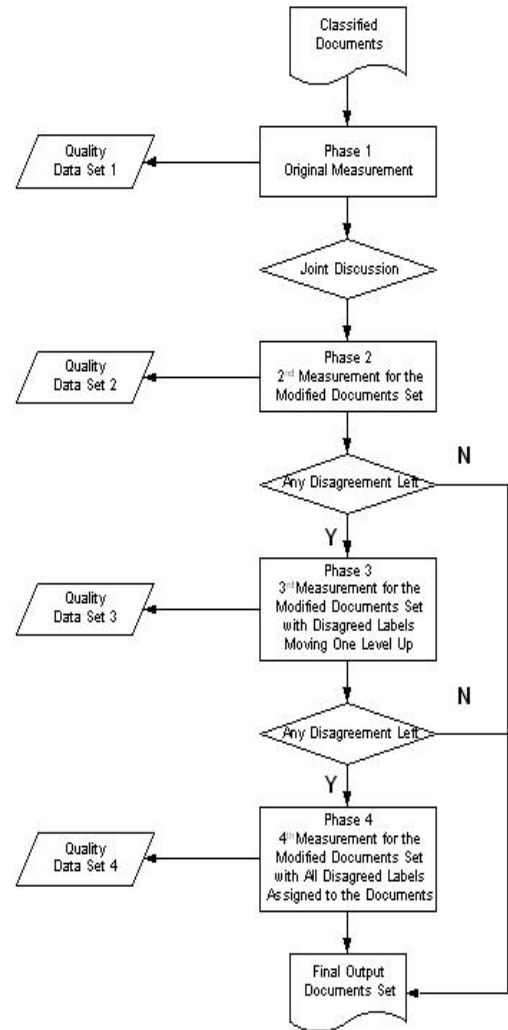 Classified
Documents
Quality
Data Set 1
Phase 1
Original Measurement
Joint Discussion
Quality
Data Set 2
Phase 2
2nd Measurement for the
Modified Documents Set
Any Disagreement Left
N
Y
Quality
Data Set 3
Phase 3
3rd Measurement for the
Modified Documents Set
with Disagreed Labels
Moving One Level Up
Any Disagreement Left
N
Y
Quality
Data Set 4
Phase 4
4th Measurement for the
Modified Documents Set
with All Disagreed Labels
Assigned to the Documents
Final Output
Documents Set